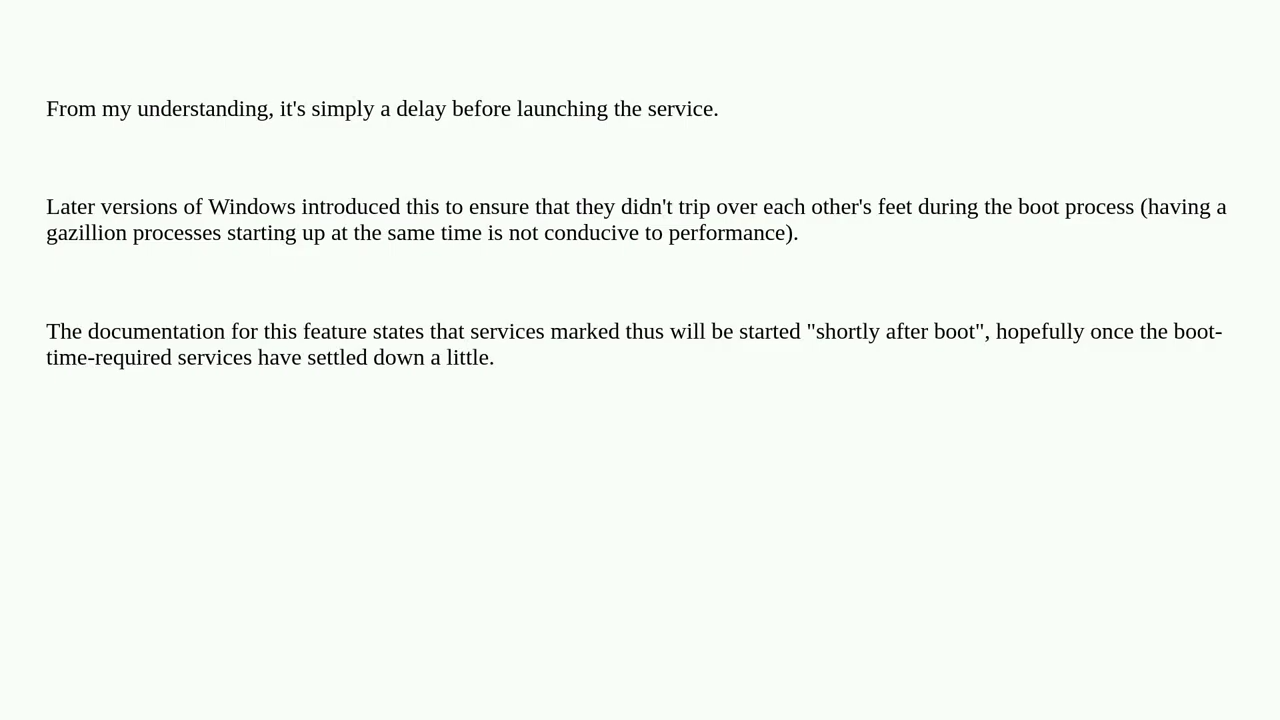 From my understanding, it's simply a delay before launching the service.
Later versions of Windows introduced this to ensure that they didn't trip over each other's feet during the boot process (having a
gazillion processes starting up at the same time is not conducive to performance).
The documentation for this feature states that services marked thus will be started "shortly after boot", hopefully once the boot-
time-required services have settled down a little.